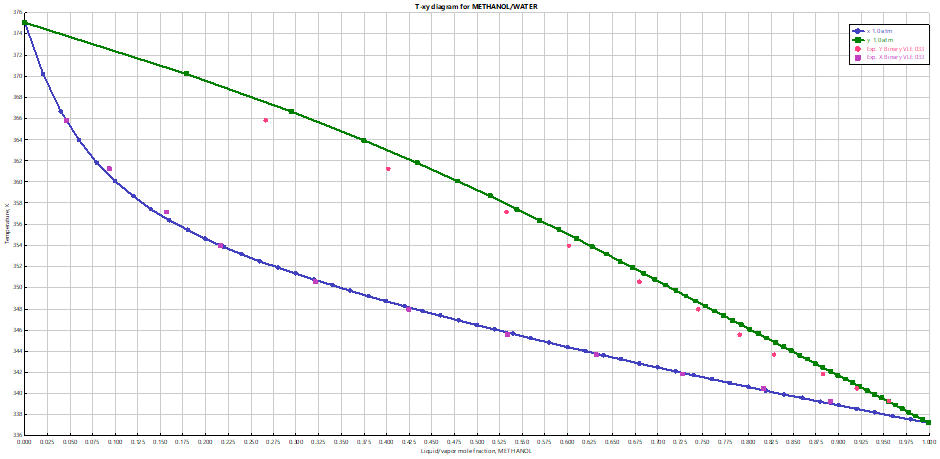 T-xy diagram for METHANOL/WATER
376
374
372
370
368
366
364
362
360
358
356
354
352
350
348
346
344
342
340
338
336
Temperature, K
x 1.0 atm
y 1.0 atm
Exp. Y Binary VLE 033
Exp. X Binary VLE 033
0.000 0.025 0.050 0.075 0.100 0.125 0.150 0.175 0.200 0.225 0.250 0.275 0.300 0.325 0.350 0.375 0.400 0.425 0.450 0.475 0.500 0.525 0.550 0.575 0.600 0.625 0.650 0.675 0.700 0.725 0.750 0.775 0.800 0.825 0.850 0.875 0.900 0.925 0.950 0.975 1.000
Liquid/vapor mole fraction, METHANOL